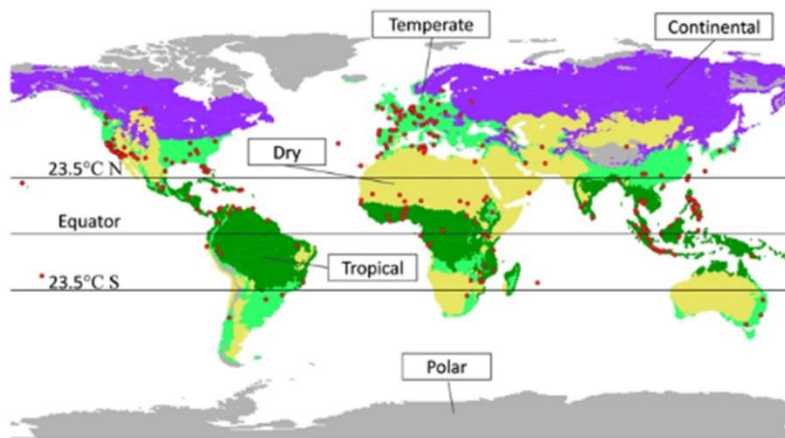 Temperate
Continental
Dry
23.5°C N
Equator
Tropical
23.5°C S
Polar